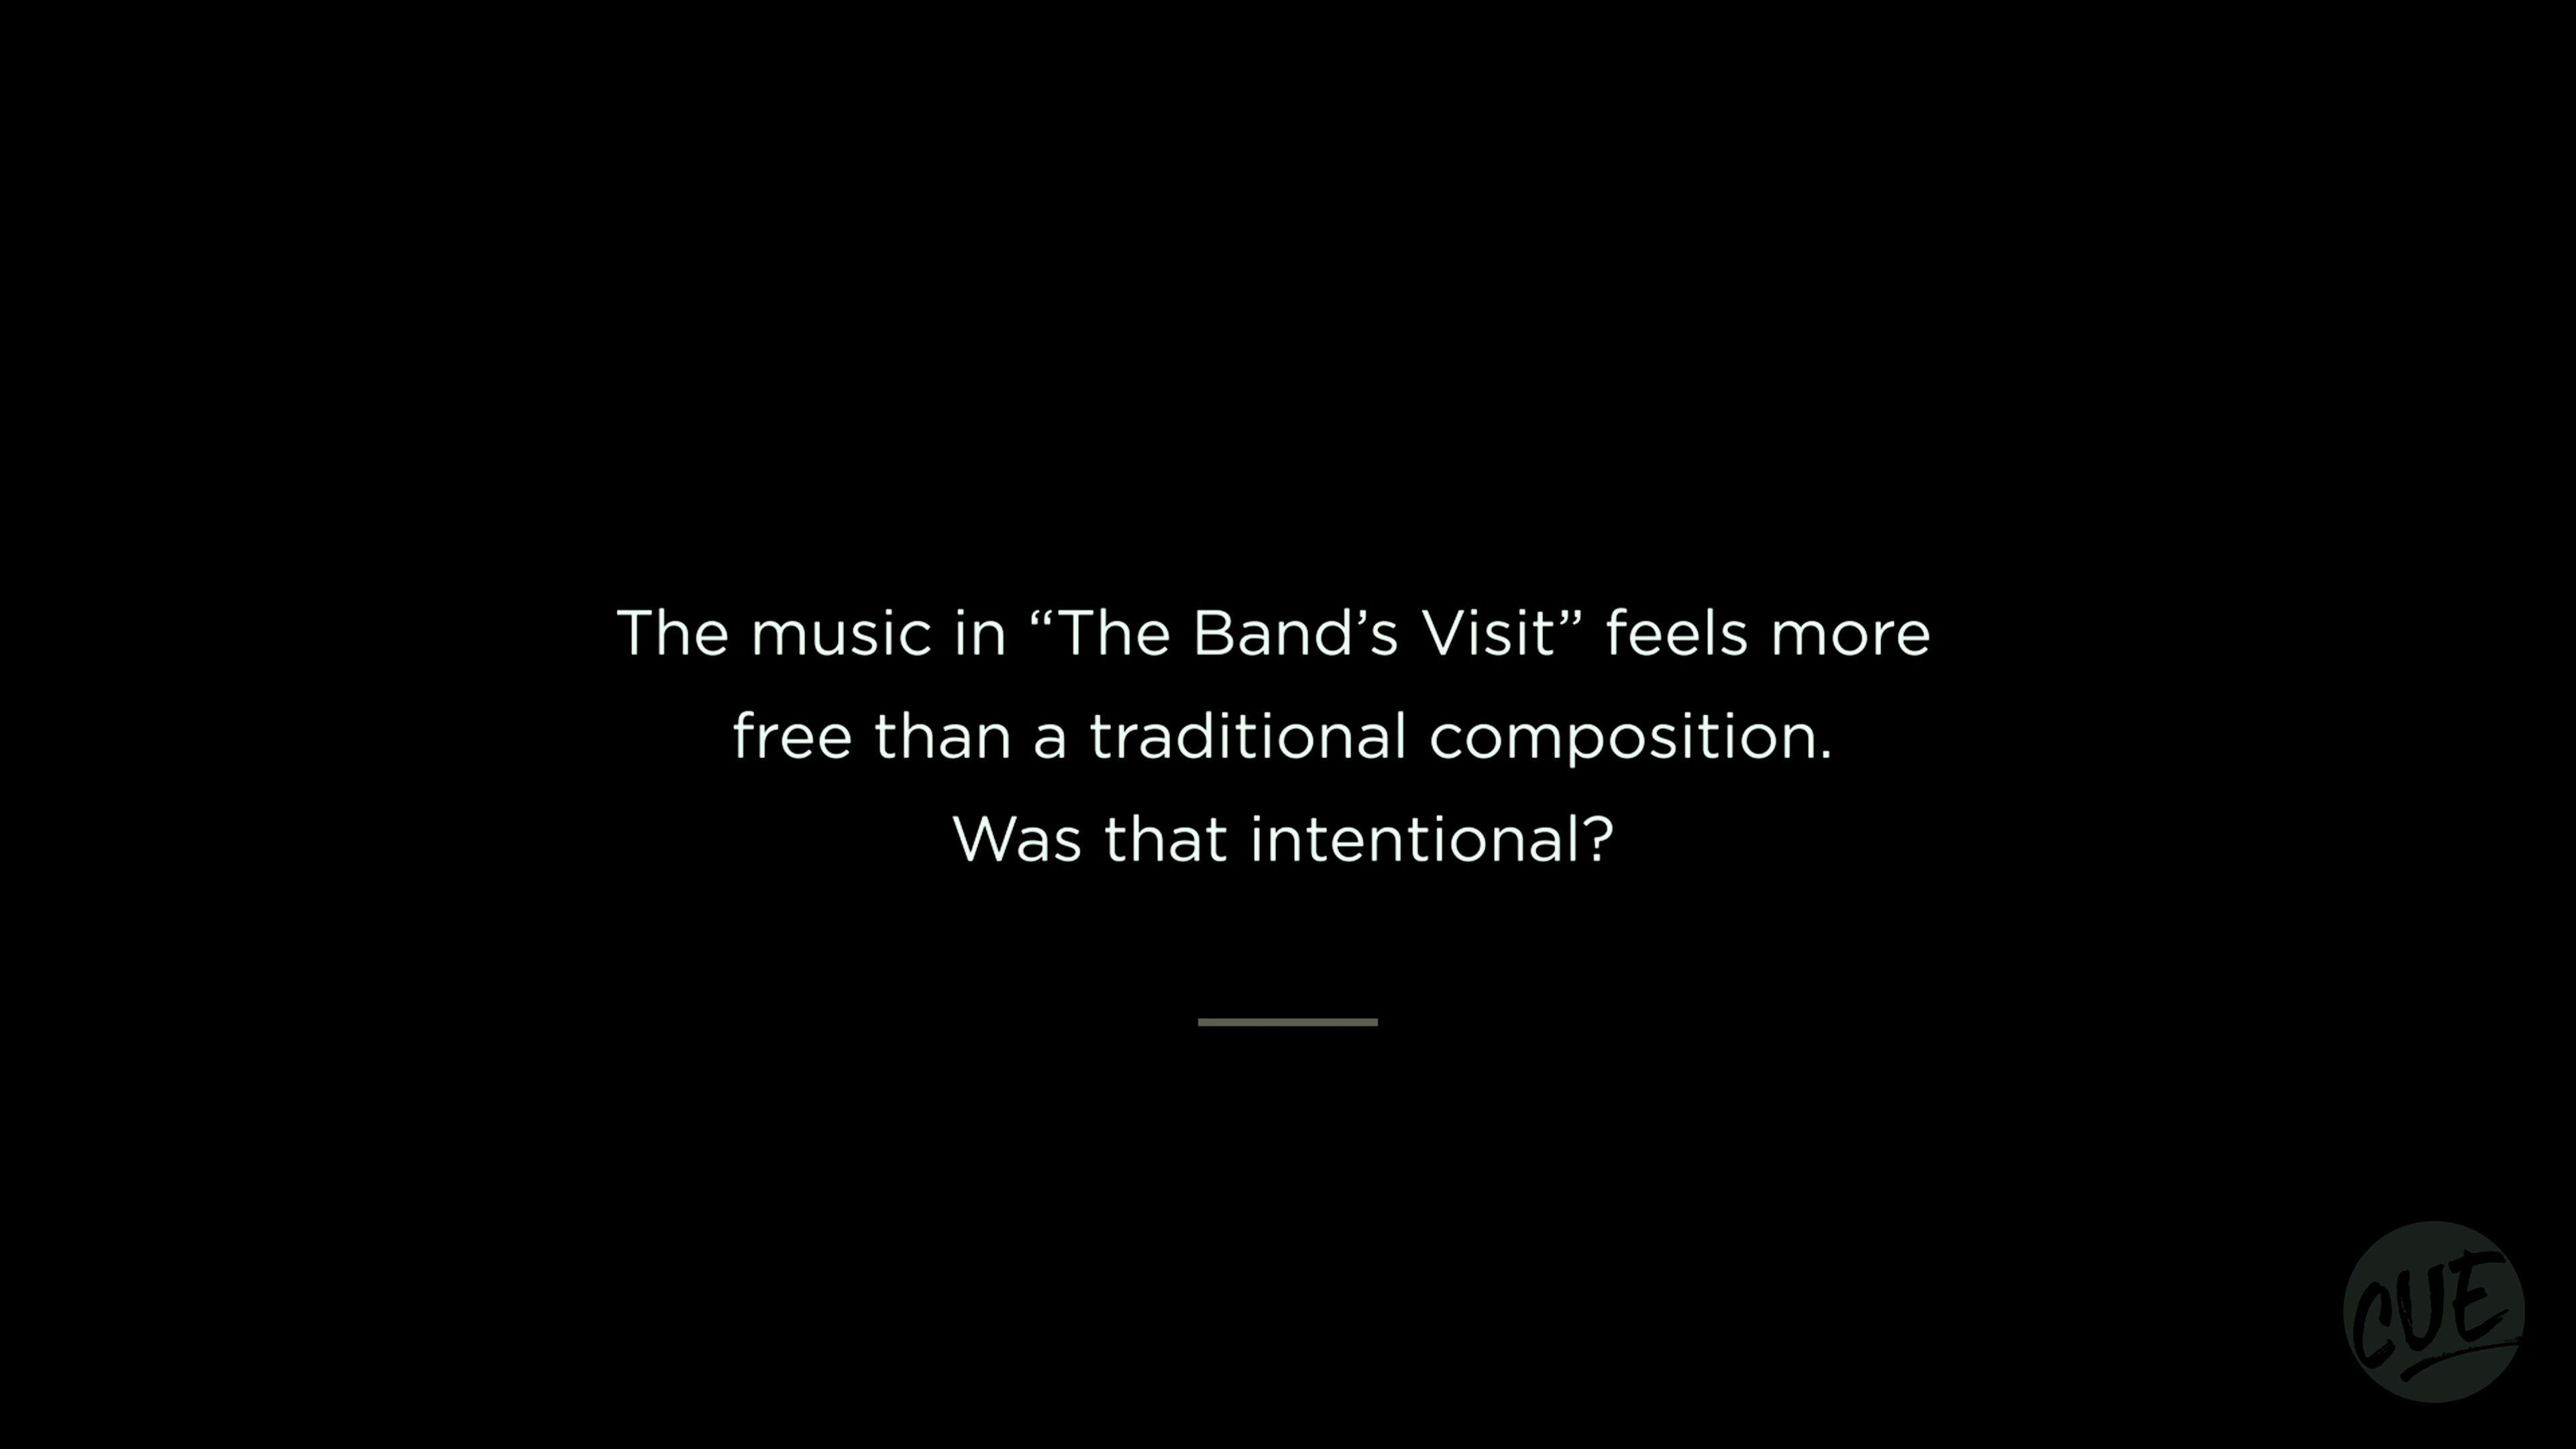 The music in “The Band’s Visit” feels more
free than a traditional composition.
Was that intentional?
CUE